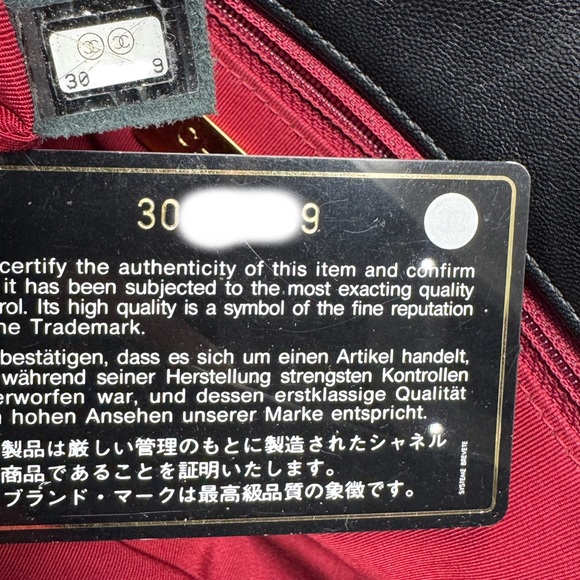 30 9
30 9
certify the authenticity of this item and confirm
it has been subjected to the most exacting quality
rol. Its high quality is a symbol of the fine reputation
he Trademark.
bestätigen, dass es sich um einen Artikel handelt,
während seiner Herstellung strengsten Kontrollen
erworfen war, und dessen erstklassige Qualität
hohen Ansehen unserer Marke entspricht.
製品は厳しい管理のもとに製造されたシャネル
商品であることを証明いたします。
ブランド・マークは最高級品質の象徴です。
SYSTEME BREVETE